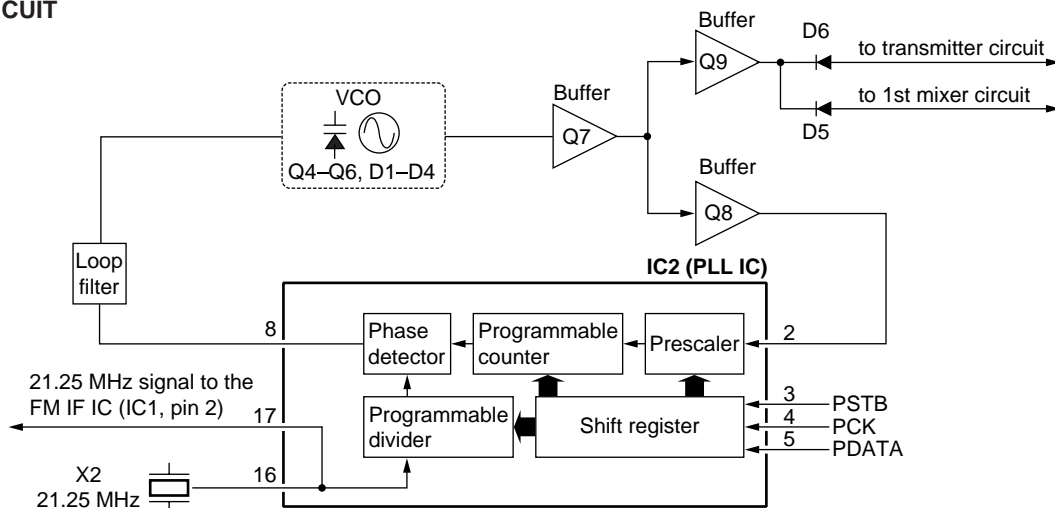 CUIT
Buffer
Q9
D6
to transmitter circuit
to 1st mixer circuit
D5
VCO
Q4–Q6, D1–D4
Buffer
Q7
Buffer
Q8
Loop
filter
IC2 (PLL IC)
8
Phase
detector
Programmable
counter
Prescaler
2
21.25 MHz signal to the
FM IF IC (IC1, pin 2)
17
Programmable
divider
Shift register
3
PSTB
4
PCK
5
PDATA
X2
21.25 MHz
16